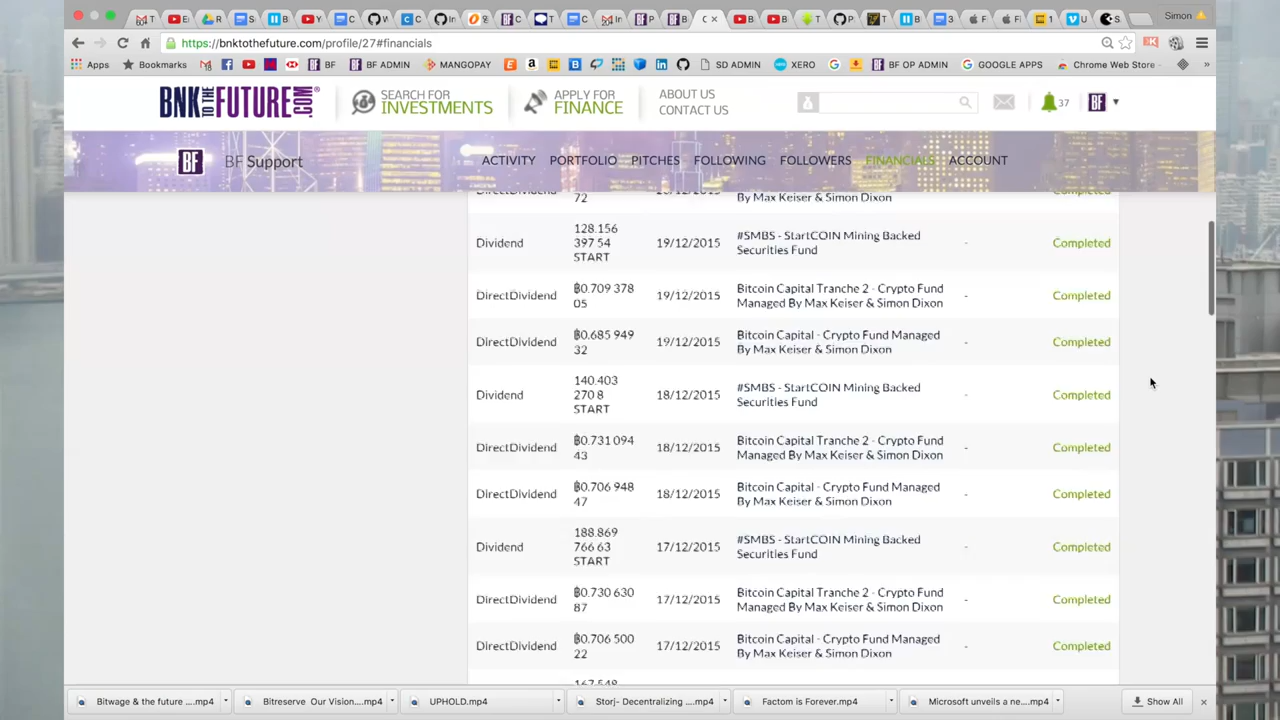 Simon
https://bnktothefuture.com/profile/27#financials
Apps Bookmarks BF BF ADMIN MANGOPAY SD ADMIN XERO BF OP ADMIN GOOGLE APPS Chrome Web Store
BNK TO THE FUTURE.COM
SEARCH FOR
INVESTMENTS
APPLY FOR
FINANCE
ABOUT US
CONTACT US
37
BF
BF Support
ACTIVITY PORTFOLIO PITCHES FOLLOWING FOLLOWERS FINANCIALS ACCOUNT
72
By Max Keiser & Simon Dixon
Dividend
128.156
397 54
START
19/12/2015
#SMBS - StartCOIN Mining Backed
Securities Fund
-
Completed
DirectDividend
฿0.709 378
05
19/12/2015
Bitcoin Capital Tranche 2 - Crypto Fund
Managed By Max Keiser & Simon Dixon
-
Completed
DirectDividend
฿0.685 949
32
19/12/2015
Bitcoin Capital - Crypto Fund Managed
By Max Keiser & Simon Dixon
-
Completed
Dividend
140.403
270 8
START
18/12/2015
#SMBS - StartCOIN Mining Backed
Securities Fund
-
Completed
DirectDividend
฿0.731 094
43
18/12/2015
Bitcoin Capital Tranche 2 - Crypto Fund
Managed By Max Keiser & Simon Dixon
-
Completed
DirectDividend
฿0.706 948
47
18/12/2015
Bitcoin Capital - Crypto Fund Managed
By Max Keiser & Simon Dixon
-
Completed
Dividend
188.869
766 63
START
17/12/2015
#SMBS - StartCOIN Mining Backed
Securities Fund
-
Completed
DirectDividend
฿0.730 630
87
17/12/2015
Bitcoin Capital Tranche 2 - Crypto Fund
Managed By Max Keiser & Simon Dixon
-
Completed
DirectDividend
฿0.706 500
22
17/12/2015
Bitcoin Capital - Crypto Fund Managed
By Max Keiser & Simon Dixon
-
Completed
Bitwage & the future ....mp4
Bitreserve Our Vision...mp4
UPHOLD.mp4
Storj- Decentralizing ....mp4
Factom is Forever.mp4
Microsoft unveils a ne....mp4
Show All